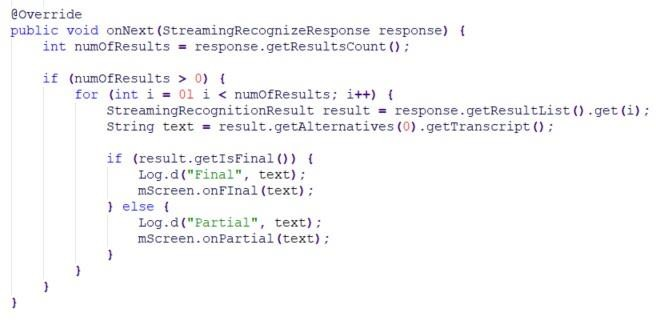 @Override
public void onNext(StreamingRecognizeResponse response) {
    int numOfResults = response.getResultsCount();

    if (numOfResults > 0) {
        for (int i = 0l i < numOfResults; i++) {
            StreamingRecognitionResult result = response.getResultList().get(i);
            String text = result.getAlternatives(0).getTranscript();

            if (result.getIsFinal()) {
                Log.d("Final", text);
                mScreen.onFInal(text);
            } else {
                Log.d("Partial", text);
                mScreen.onPartial(text);
            }
        }
    }
}